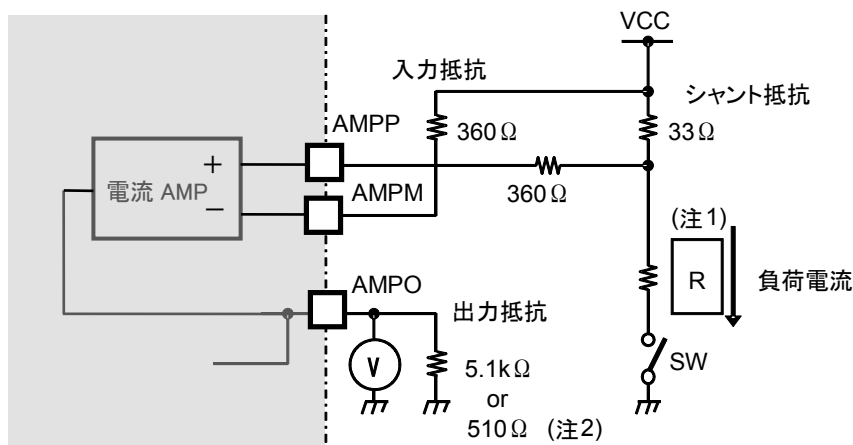 VCC
入力抵抗
シャント抵抗
AMPP
360Ω
33Ω
+
電流 AMP
−
AMPM
360Ω
(注1)
R
負荷電流
AMPO
出力抵抗
V
5.1kΩ
or
510Ω (注2)
SW